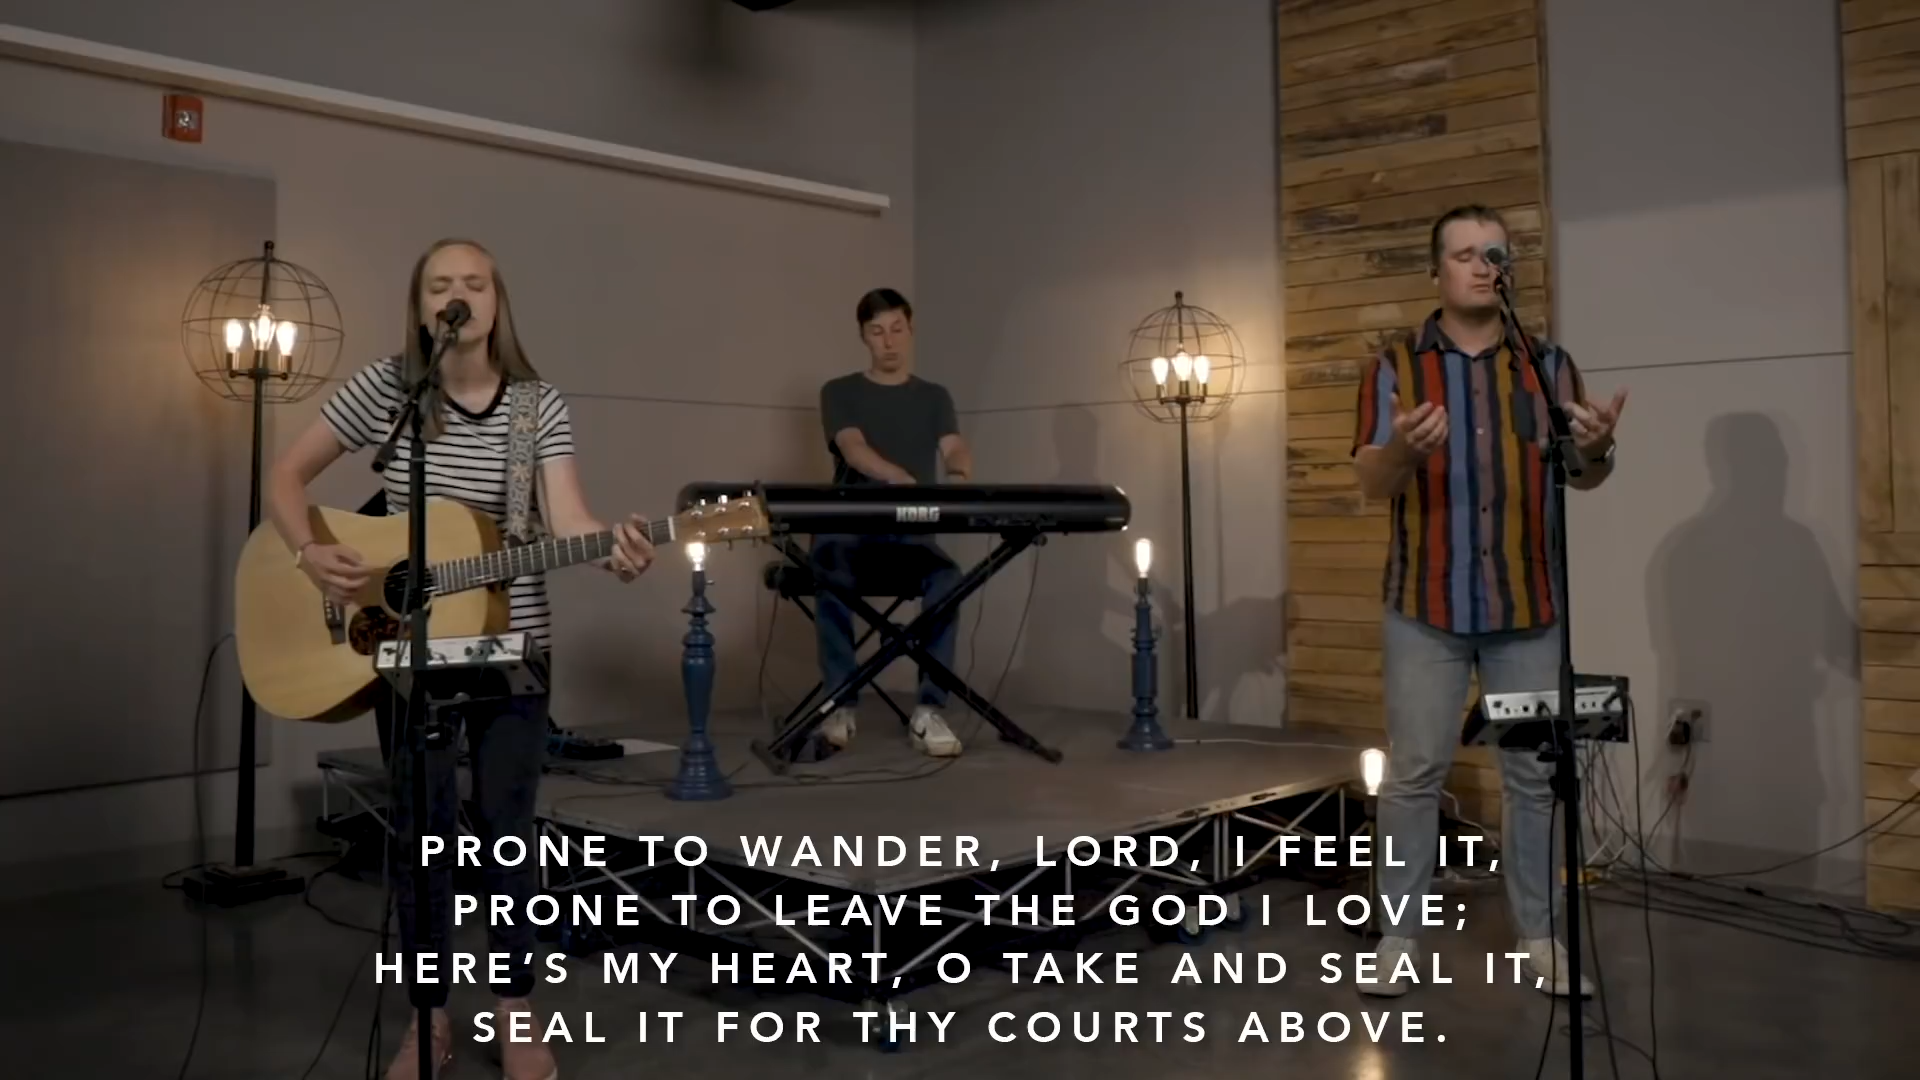 KORG
PRONE TO WANDER, LORD, I FEEL IT,
PRONE TO LEAVE THE GOD I LOVE;
HERE’S MY HEART, O TAKE AND SEAL IT,
SEAL IT FOR THY COURTS ABOVE.